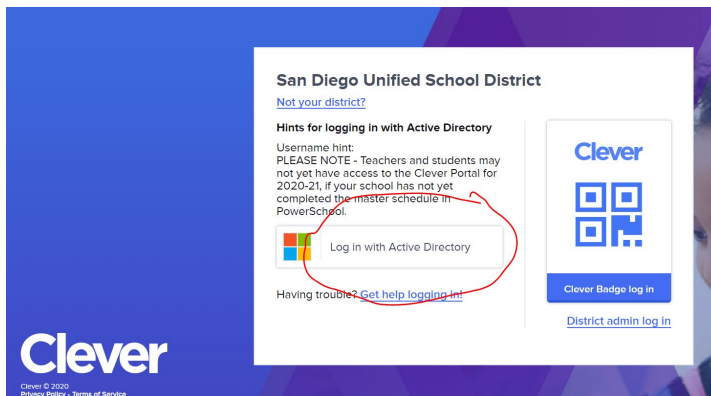 San Diego Unified School District
Not your district?
Hints for logging in with Active Directory
Username hint:
PLEASE NOTE - Teachers and students may
not yet have access to the Clever Portal for
2020-21, if your school has not yet
completed the master schedule in
PowerSchool.
Log in with Active Directory
Having trouble? Get help logging in!
Clever
Clever Badge log in
District admin log in
Clever
Clever © 2020
Privacy Policy - Terms of Service